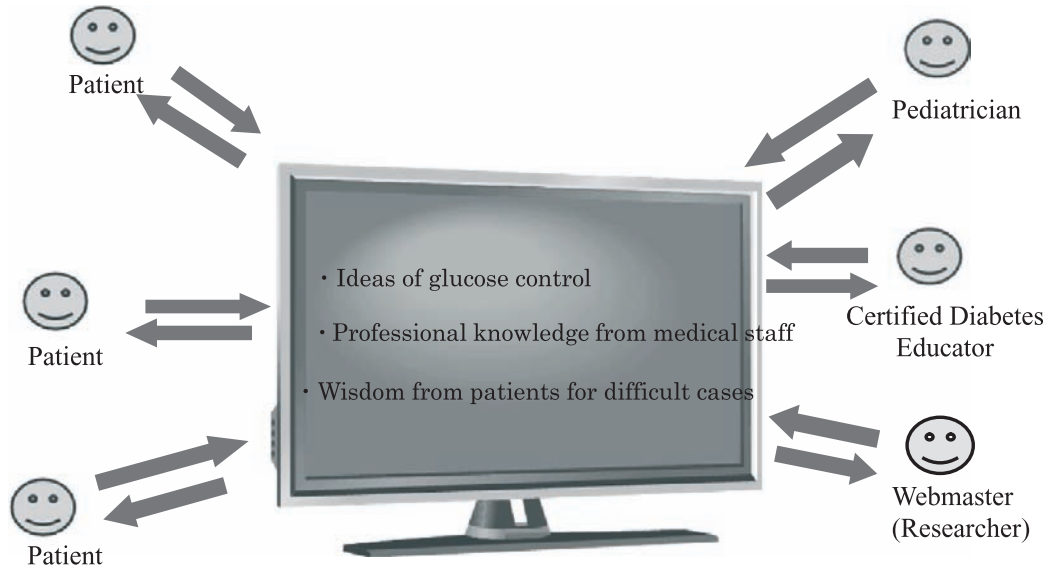 Patient
Pediatrician
・Ideas of glucose control
Certified Diabetes
Educator
・Professional knowledge from medical staff
Patient
・Wisdom from patients for difficult cases
Webmaster
(Researcher)
Patient